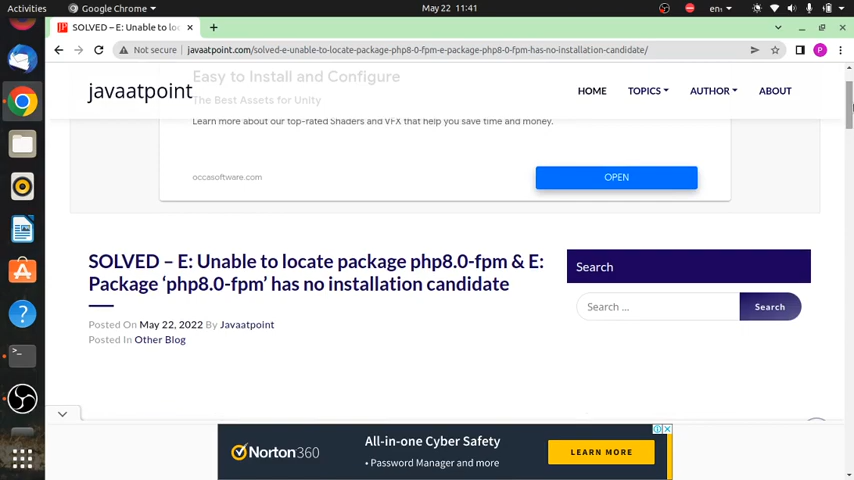 Activities
Google Chrome
May 22 11:41
en₁
SOLVED – E: Unable to loc
Not secure
javaatpoint.com/solved-e-unable-to-locate-package-php8-0-fpm-e-package-php8-0-fpm-has-no-installation-candidate/
P
Easy to Install and Configure
javaatpoint
HOME
TOPICS
AUTHOR
ABOUT
The Best Assets for Unity
Learn more about our top-rated Shaders and VFX that help you save time and money.
occasoftware.com
OPEN
SOLVED – E: Unable to locate package php8.0-fpm & E:
Package ‘php8.0-fpm’ has no installation candidate
Posted On May 22, 2022 By Javaatpoint
Posted In Other Blog
Search
Search ...
Search
Norton360
All-in-one Cyber Safety
• Password Manager and more
LEARN MORE